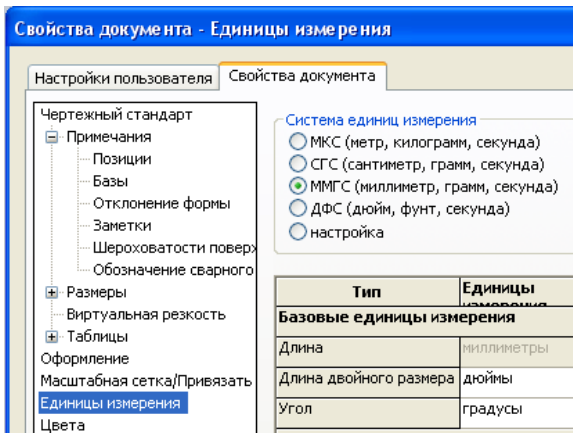 Свойства документа - Единицы измерения
Настройки пользователя
Свойства документа
Чертежный стандарт
Примечания
Позиции
Базы
Отклонение формы
Заметки
Шероховатости поверх
Обозначение сварного
Размеры
Виртуальная резкость
Таблицы
Оформление
Масштабная сетка/Привязать
Единицы измерения
Цвета
Система единиц измерения
МКС (метр, килограмм, секунда)
СГС (сантиметр, грамм, секунда)
ММГС (миллиметр, грамм, секунда)
ДФС (дюйм, фунт, секунда)
настройка
Тип
Единицы
измерения
Базовые единицы измерения
Длина
миллиметры
Длина двойного размера
дюймы
Угол
градусы